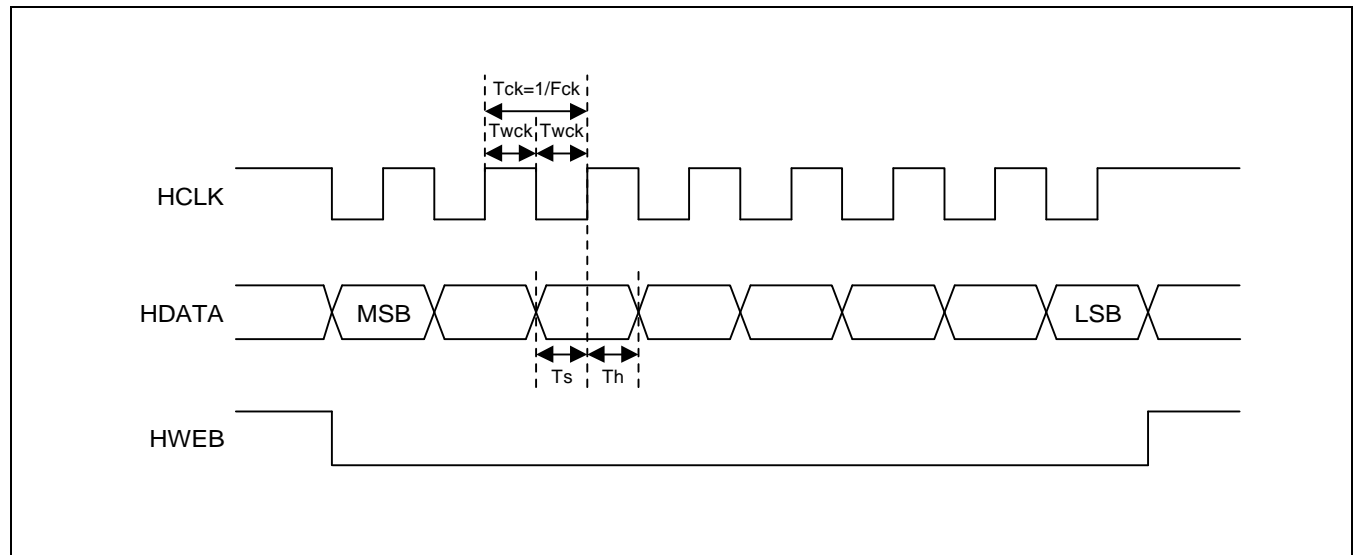 Tck=1/Fck
Twck Twck
HCLK
HDATA MSB LSB
Ts Th
HWEB